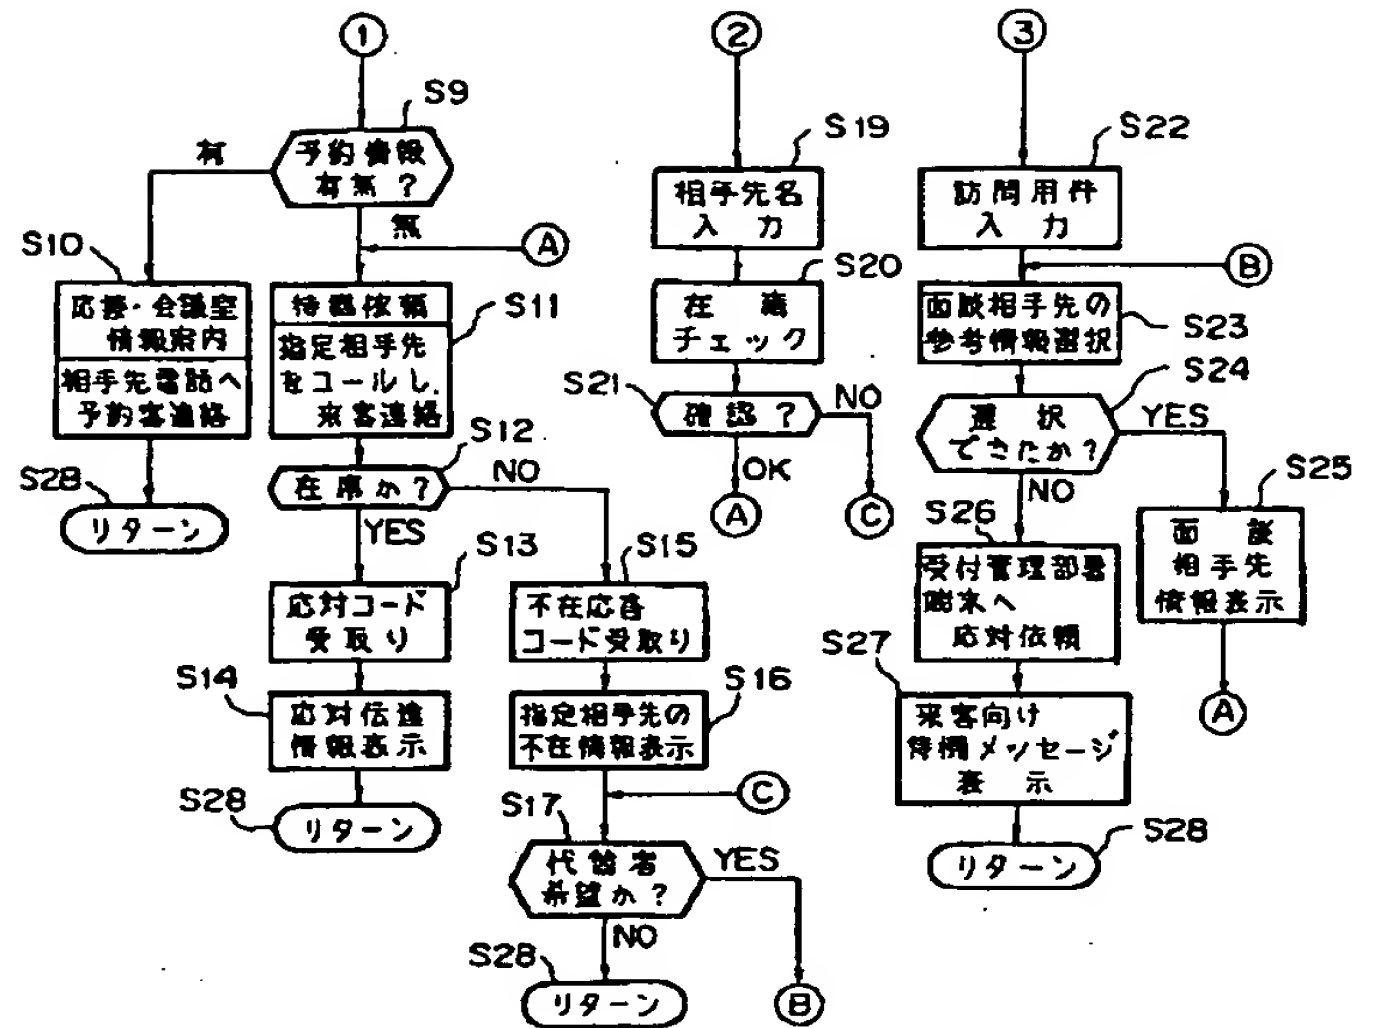 1
S9
予約情報
有無?
有
無
A
S10
応接・会議室
情報案内
相手先電話へ
予約客連絡
S28
リターン
待機依頼
指定相手先
をコールし、
来客連絡
S11
S12
在席か?
NO
YES
S13
応対コード
受取り
S14
応対伝達
情報表示
S28
リターン
S15
不在応答
コード受取り
S16
指定相手先の
不在情報表示
C
S17
代替者
希望か?
YES
NO
B
S28
リターン
2
S19
相手先名
入力
S20
在籍
チェック
S21
確認?
NO
OK
A
C
3
S22
訪問用件
入力
B
面談相手先の
参考情報選択
S23
S24
選択
できたか?
YES
NO
S25
面談
相手先
情報表示
A
S26
受付管理部署
端末へ
応対依頼
S27
来客向け
待機メッセージ
表示
S28
リターン